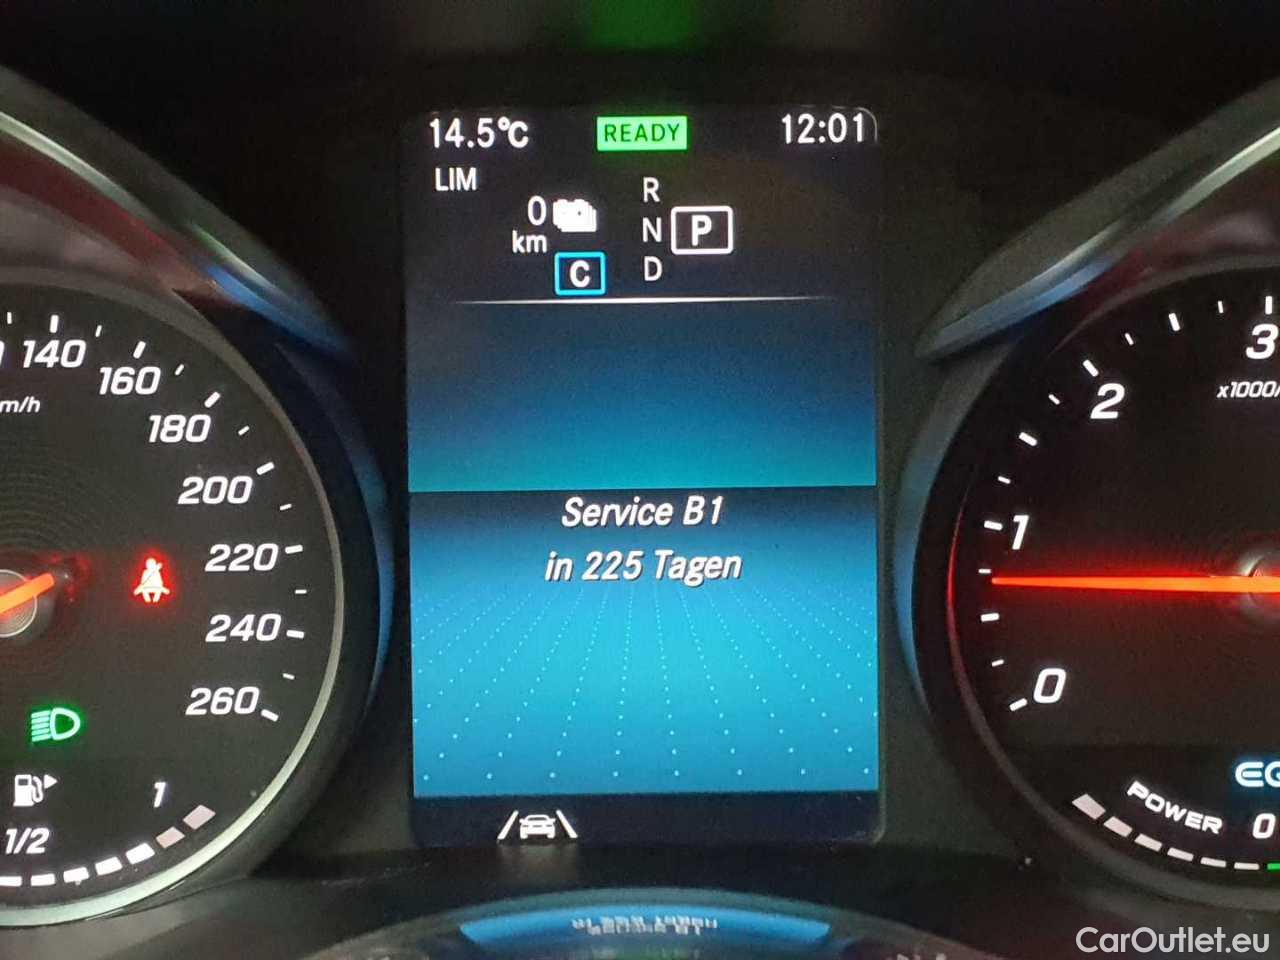 14.5°C READY 12:01
LIM
0
km
C
R
N
D
P
140
160
180
200
220
240
260
m/h
1
1/2
Service B1
in 225 Tagen
3
2
1
0
x1000/
EQ
POWER
0
CarOutlet.eu